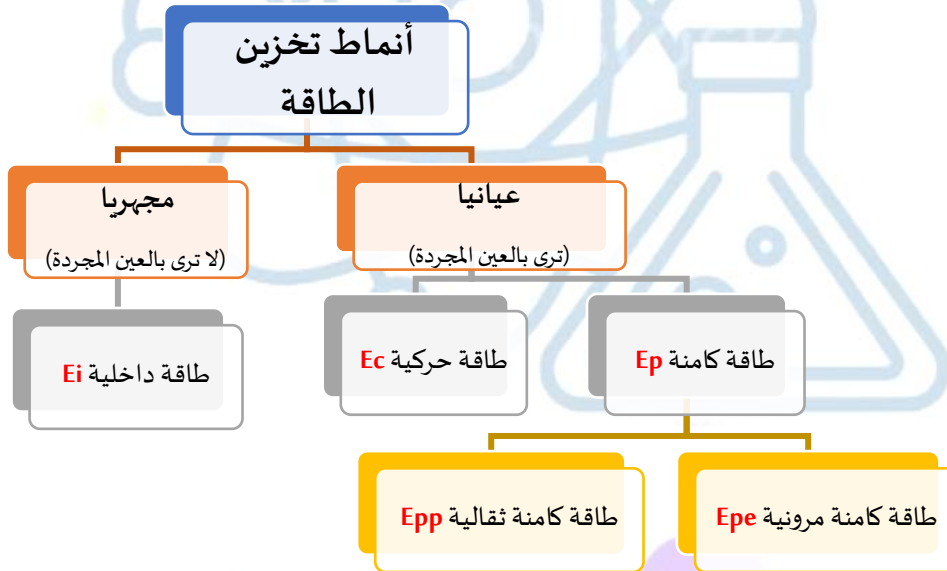 أنماط تخزين
الطاقة
عيانيا
(ترى بالعين المجردة)
مجهريا
(لا ترى بالعين المجردة)
طاقة كامنة Ep
طاقة حركية Ec
طاقة داخلية Ei
طاقة كامنة مرونية Epe
طاقة كامنة ثقالية Epp